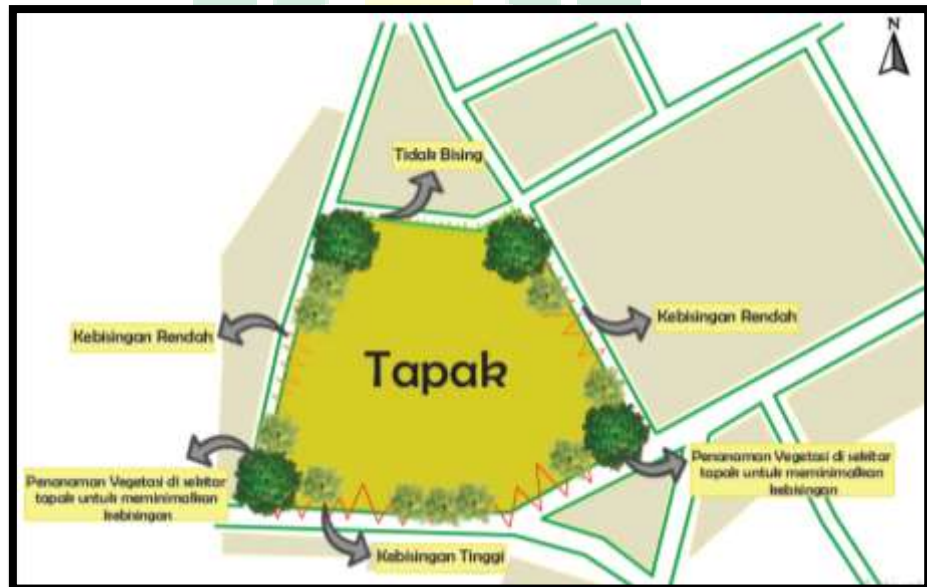 N
Tidak Bising
Kebisingan Rendah
Kebisingan Rendah
Tapak
Penanaman Vegetasi di sekitar
tapak untuk meminimalkan
kebisingan
Penanaman Vegetasi di sekitar
tapak untuk meminimalkan
kebisingan
Kebisingan Tinggi